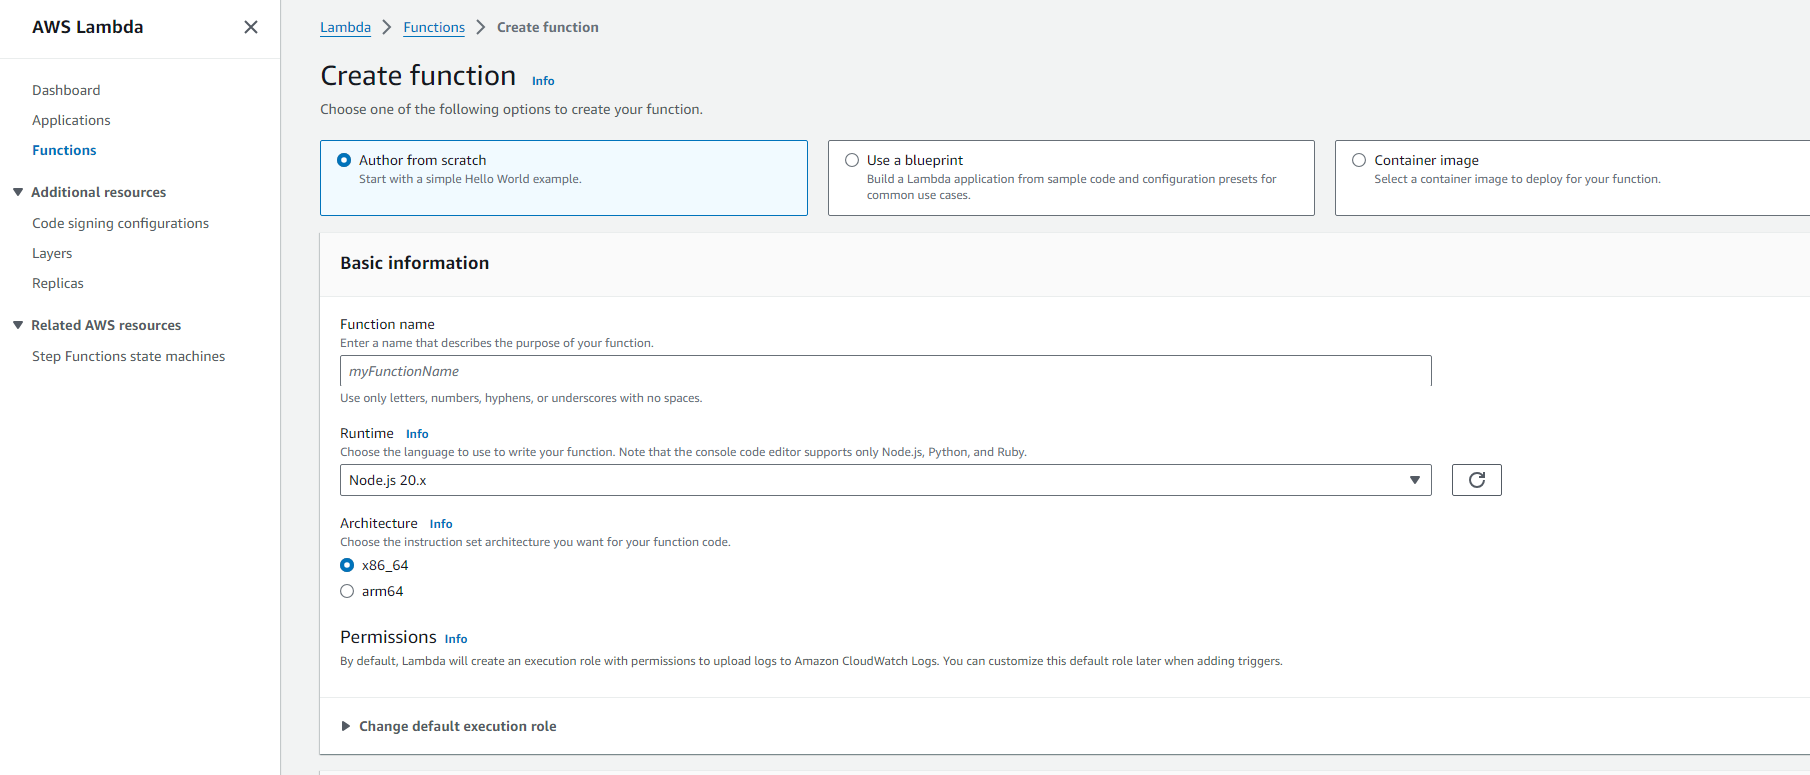 AWS Lambda
Dashboard
Applications
Functions
Additional resources
Code signing configurations
Layers
Replicas
Related AWS resources
Step Functions state machines
Lambda Functions Create function
Create function Info
Choose one of the following options to create your function.
Author from scratch
Start with a simple Hello World example.
Use a blueprint
Build a Lambda application from sample code and configuration presets for
common use cases.
Container image
Select a container image to deploy for your function.
Basic information
Function name
Enter a name that describes the purpose of your function.
myFunctionName
Use only letters, numbers, hyphens, or underscores with no spaces.
Runtime Info
Choose the language to use to write your function. Note that the console code editor supports only Node.js, Python, and Ruby.
Node.js 20.x
Architecture Info
Choose the instruction set architecture you want for your function code.
x86_64
arm64
Permissions Info
By default, Lambda will create an execution role with permissions to upload logs to Amazon CloudWatch Logs. You can customize this default role later when adding triggers.
Change default execution role